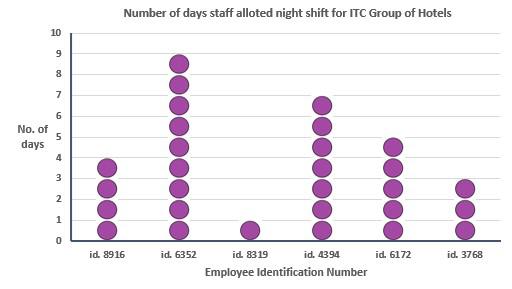 Number of days staff alloted night shift for ITC Group of Hotels
10
9
8
7
6
5
4
3
2
1
0
No. of
days
id. 8916 id. 6352 id. 8319 id. 4394 id. 6172 id. 3768
Employee Identification Number